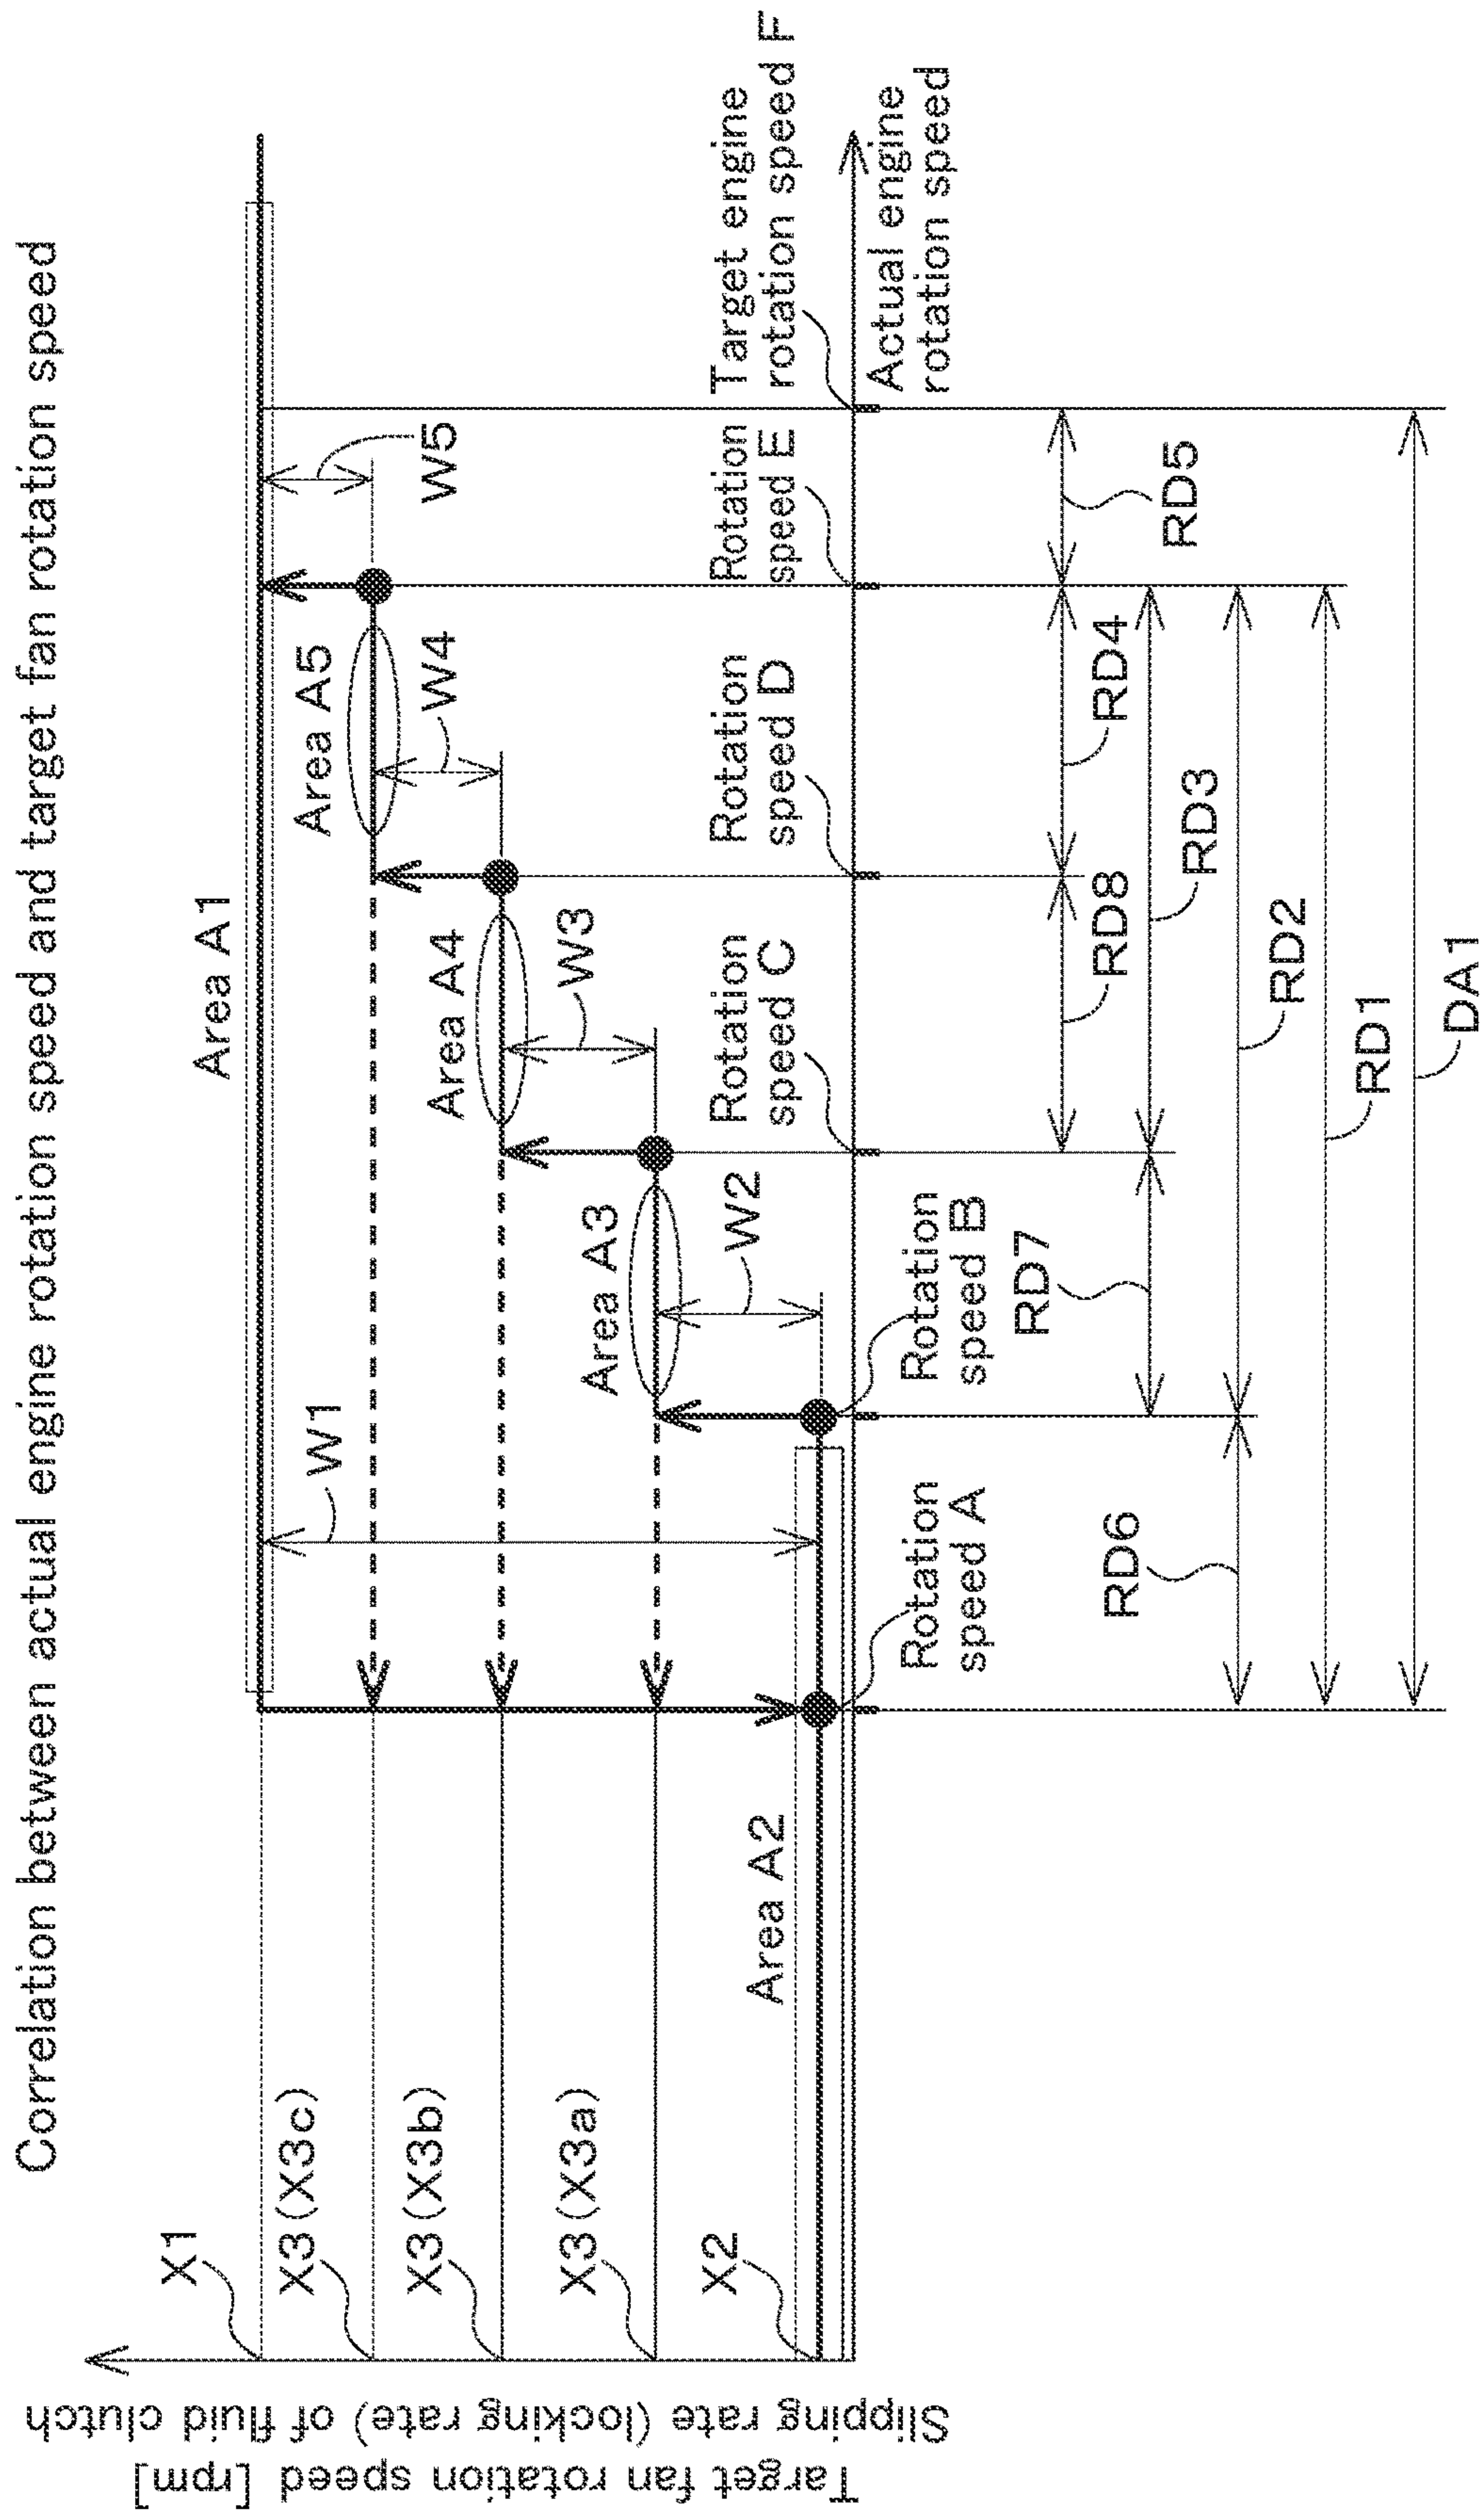 Correlation between actual engine rotation speed and target fan rotation speed
Target fan rotation speed [rpm]
Slipping rate (locking rate) of fluid clutch
X1
X3(X3c)
X3(X3b)
X3(X3a)
X2
Area A1
Area A2
Area A3
Area A4
Area A5
W1
W2
W3
W4
W5
Rotation
speed A
Rotation
speed B
Rotation
speed C
Rotation
speed D
Rotation
speed E
Target engine
rotation speed F
Actual engine
rotation speed
RD6
RD7
RD8
RD4
RD5
RD3
RD2
RD1
DA1